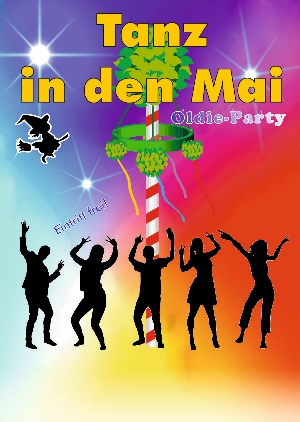 Tanz
in den Mai
Oldie-Party
Eintritt frei!